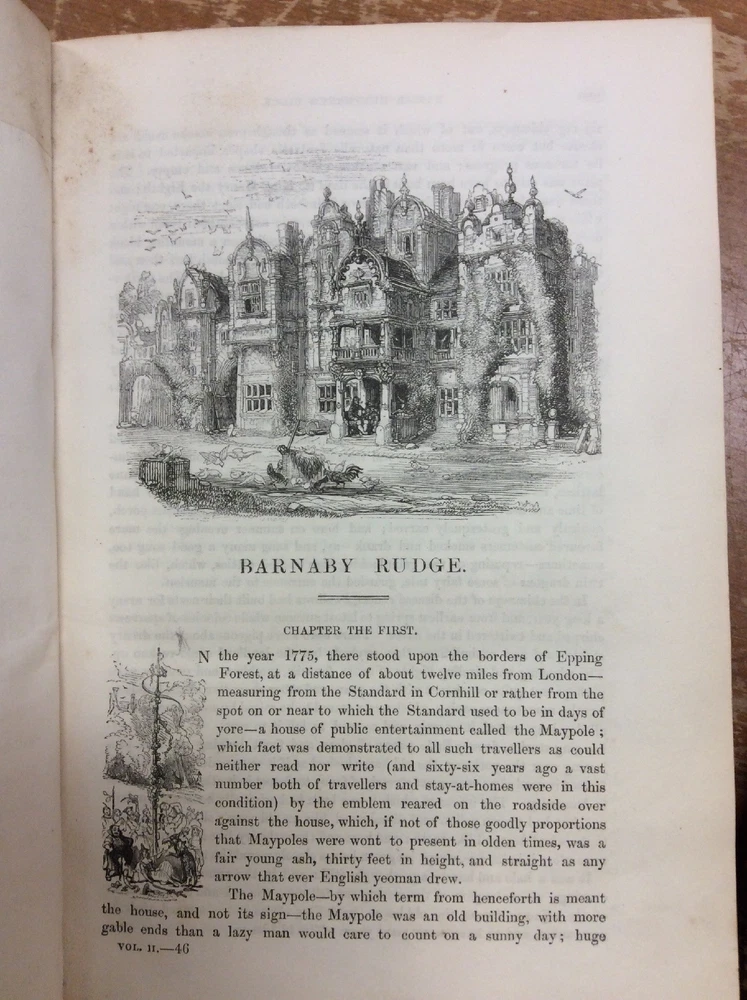 BARNABY RUDGE.
CHAPTER THE FIRST.
IN the year 1775, there stood upon the borders of Epping
Forest, at a distance of about twelve miles from London—
measuring from the Standard in Cornhill or rather from the
spot on or near to which the Standard used to be in days of
yore—a house of public entertainment called the Maypole ;
which fact was demonstrated to all such travellers as could
neither read nor write (and sixty-six years ago a vast
number both of travellers and stay-at-homes were in this
condition) by the emblem reared on the roadside over
against the house, which, if not of those goodly proportions
that Maypoles were wont to present in olden times, was a
fair young ash, thirty feet in height, and straight as any
arrow that ever English yeoman drew.
The Maypole—by which term from henceforth is meant
the house, and not its sign—the Maypole was an old building, with more
gable ends than a lazy man would care to count on a sunny day ; huge
VOL. II.—46